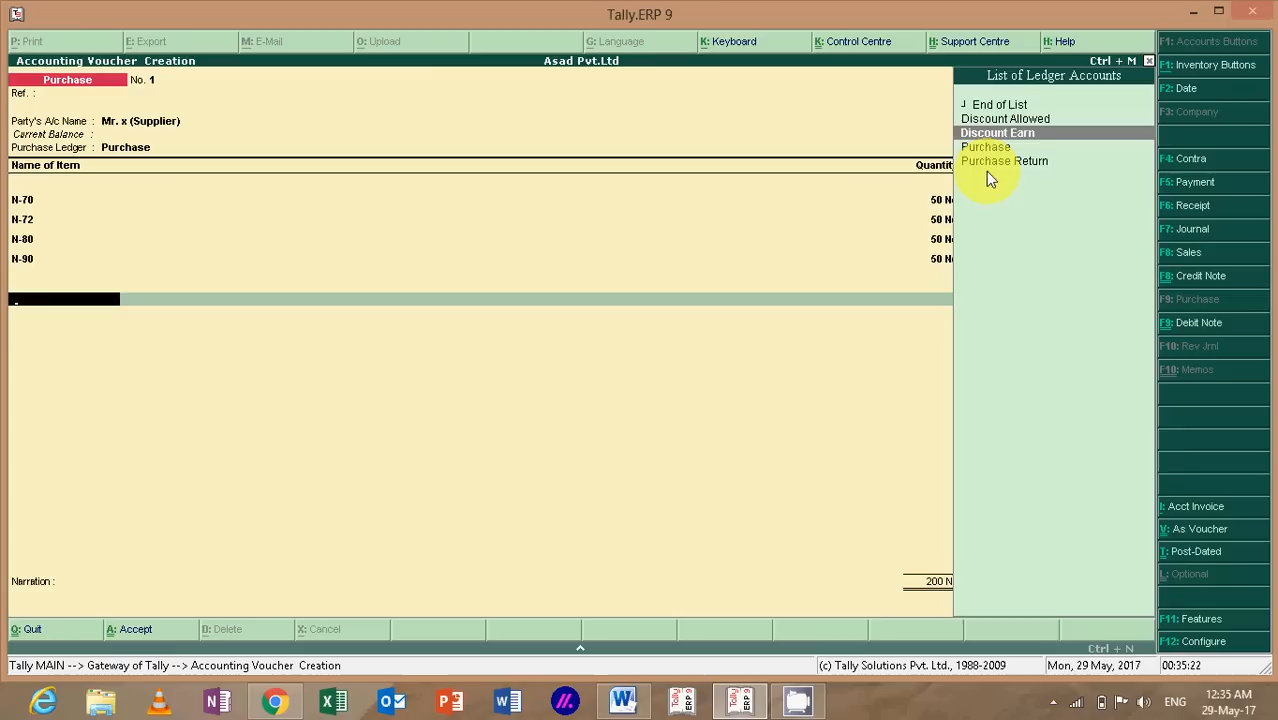 Tally.ERP 9
P: Print
E: Export
M: E-Mail
O: Upload
G: Language
K: Keyboard
K: Control Centre
H: Support Centre
H: Help
F1: Accounts Buttons
Accounting Voucher Creation
Asad Pvt.Ltd
Ctrl + M
F1: Inventory Buttons
Purchase
No. 1
List of Ledger Accounts
F2: Date
Ref. :
End of List
F3: Company
Party's A/c Name : Mr. x (Supplier)
Discount Allowed
Current Balance :
Discount Earn
Purchase Ledger : Purchase
Purchase
F4: Contra
Name of Item
Quantity
Purchase Return
F5: Payment
N-70
50 N
F6: Receipt
N-72
50 N
F7: Journal
N-80
50 N
F8: Sales
N-90
50 N
F8: Credit Note
F9: Purchase
F9: Debit Note
F10: Rev Jrnl
F10: Memos
I: Acct Invoice
V: As Voucher
T: Post-Dated
L: Optional
Narration :
200 N
Q: Quit
A: Accept
D: Delete
X: Cancel
F11: Features
F12: Configure
Ctrl + N
Tally MAIN --> Gateway of Tally --> Accounting Voucher Creation
(c) Tally Solutions Pvt. Ltd., 1988-2009
Mon, 29 May, 2017
00:35:22
ENG
12:35 AM
29-May-17